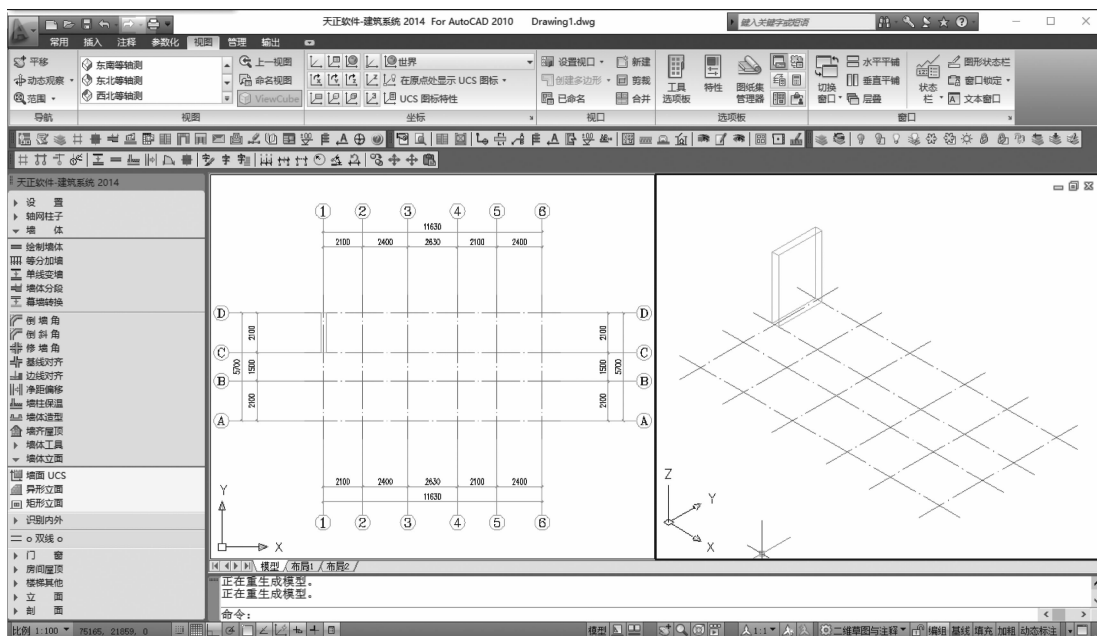 天正软件-建筑系统 2014 For AutoCAD 2010 Drawing1.dwg
键入关键字或短语
常用 插入 注释 参数化 视图 管理 输出
平移
动态观察
范围
导航
东南等轴测
东北等轴测
西北等轴测
上一视图
命名视图
ViewCube
视图
世界
在原点处显示 UCS 图标
UCS 图标特性
坐标
设置视口 新建
创建多边形 剪裁
已命名 合并
视口
工具
选项板
特性
图纸集
管理器
选项板
切换
窗口
水平平铺
垂直平铺
层叠
状态
栏
图形状态栏
窗口锁定
文本窗口
窗口
天正软件-建筑系统 2014
设 置
轴网柱子
墙 体
绘制墙体
等分加墙
单线变墙
墙体分段
幕墙转换
倒墙角
倒斜角
修墙角
基线对齐
边线对齐
净距偏移
墙柱保温
墙体造型
墙齐屋顶
墙体工具
墙体立面
墙面 UCS
异形立面
矩形立面
识别内外
双线
门 窗
房间屋顶
楼梯其他
立 面
剖 面
1 2 3 4 5 6
11630
2100 2400 2630 2100 2400
D D
2100 2100
C C
5700 1500 1500 5700
B B
2100 2100
A A
2100 2400 2630 2100 2400
11630
1 2 3 4 5 6
Y
X
Z
Y
X
模型 布局1 布局2
正在重生成模型。
正在重生成模型。
命令:
比例 1:100 75165, 21659, 0 模型 1:1 二维草图与注释 编组 基线 填充 加粗 动态标注